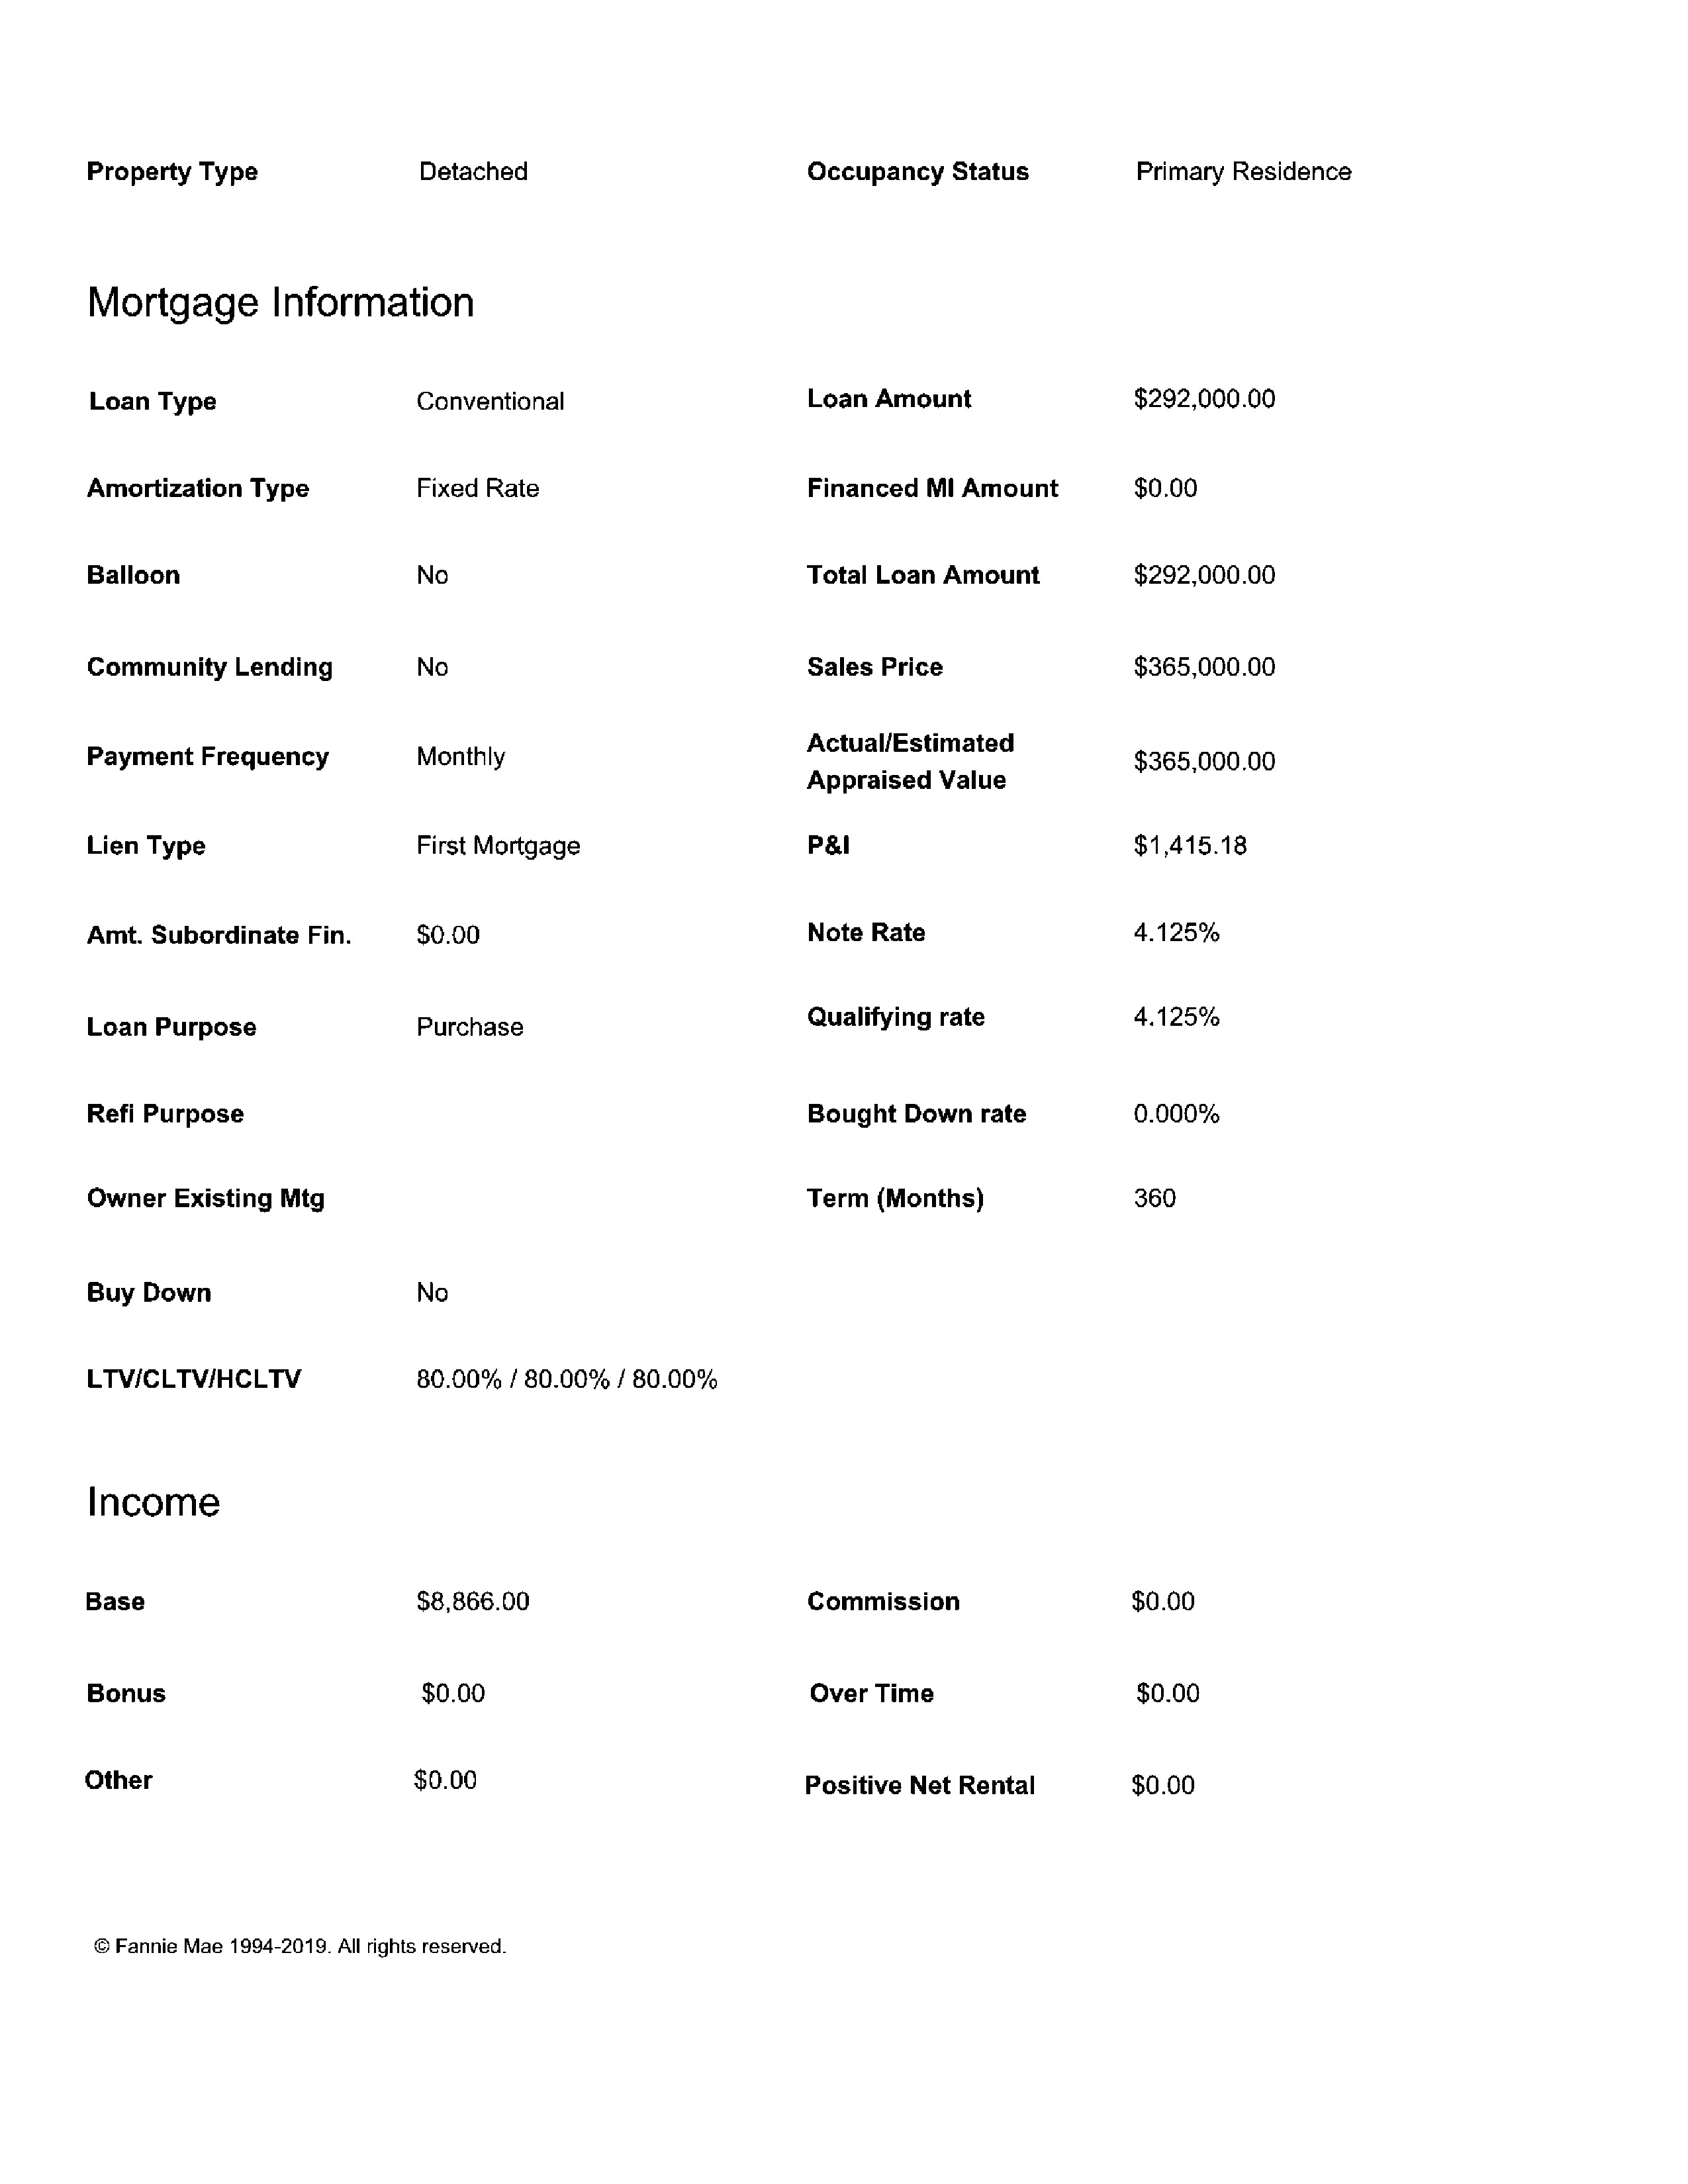 Property Type Detached Occupancy Status Primary Residence
Mortgage Information
Loan Type Conventional Loan Amount $292,000.00
Amortization Type Fixed Rate Financed MI Amount $0.00
Balloon No Total Loan Amount $292,000.00
Community Lending No Sales Price $365,000.00
Payment Frequency Monthly Actual/Estimated
Appraised Value $365,000.00
Lien Type First Mortgage P&I $1,415.18
Amt. Subordinate Fin. $0.00 Note Rate 4.125%
Loan Purpose Purchase Qualifying rate 4.125%
Refi Purpose Bought Down rate 0.000%
Owner Existing Mtg Term (Months) 360
Buy Down No
LTV/CLTV/HCLTV 80.00% / 80.00% / 80.00%
Income
Base $8,866.00 Commission $0.00
Bonus $0.00 Over Time $0.00
Other $0.00 Positive Net Rental $0.00
© Fannie Mae 1994-2019. All rights reserved.